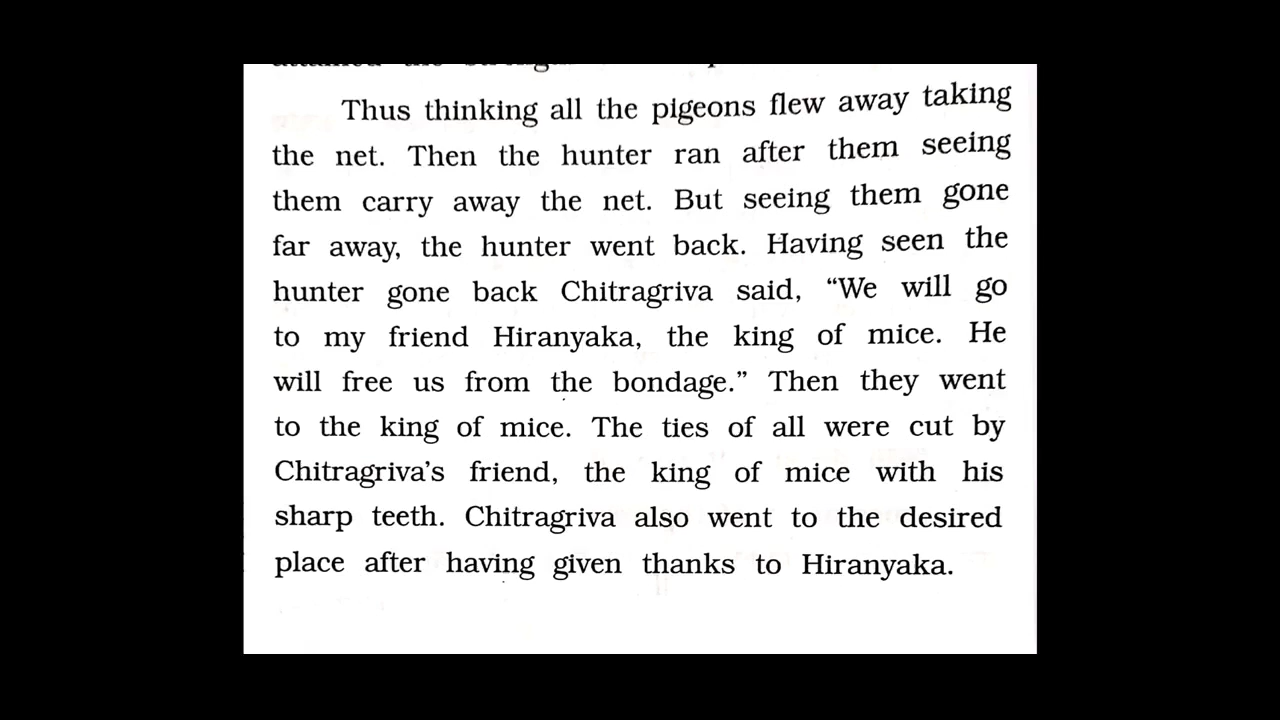 Thus thinking all the pigeons flew away taking
the net. Then the hunter ran after them seeing
them carry away the net. But seeing them gone
far away, the hunter went back. Having seen the
hunter gone back Chitragriva said, “We will go
to my friend Hiranyaka, the king of mice. He
will free us from the bondage.” Then they went
to the king of mice. The ties of all were cut by
Chitragriva’s friend, the king of mice with his
sharp teeth. Chitragriva also went to the desired
place after having given thanks to Hiranyaka.